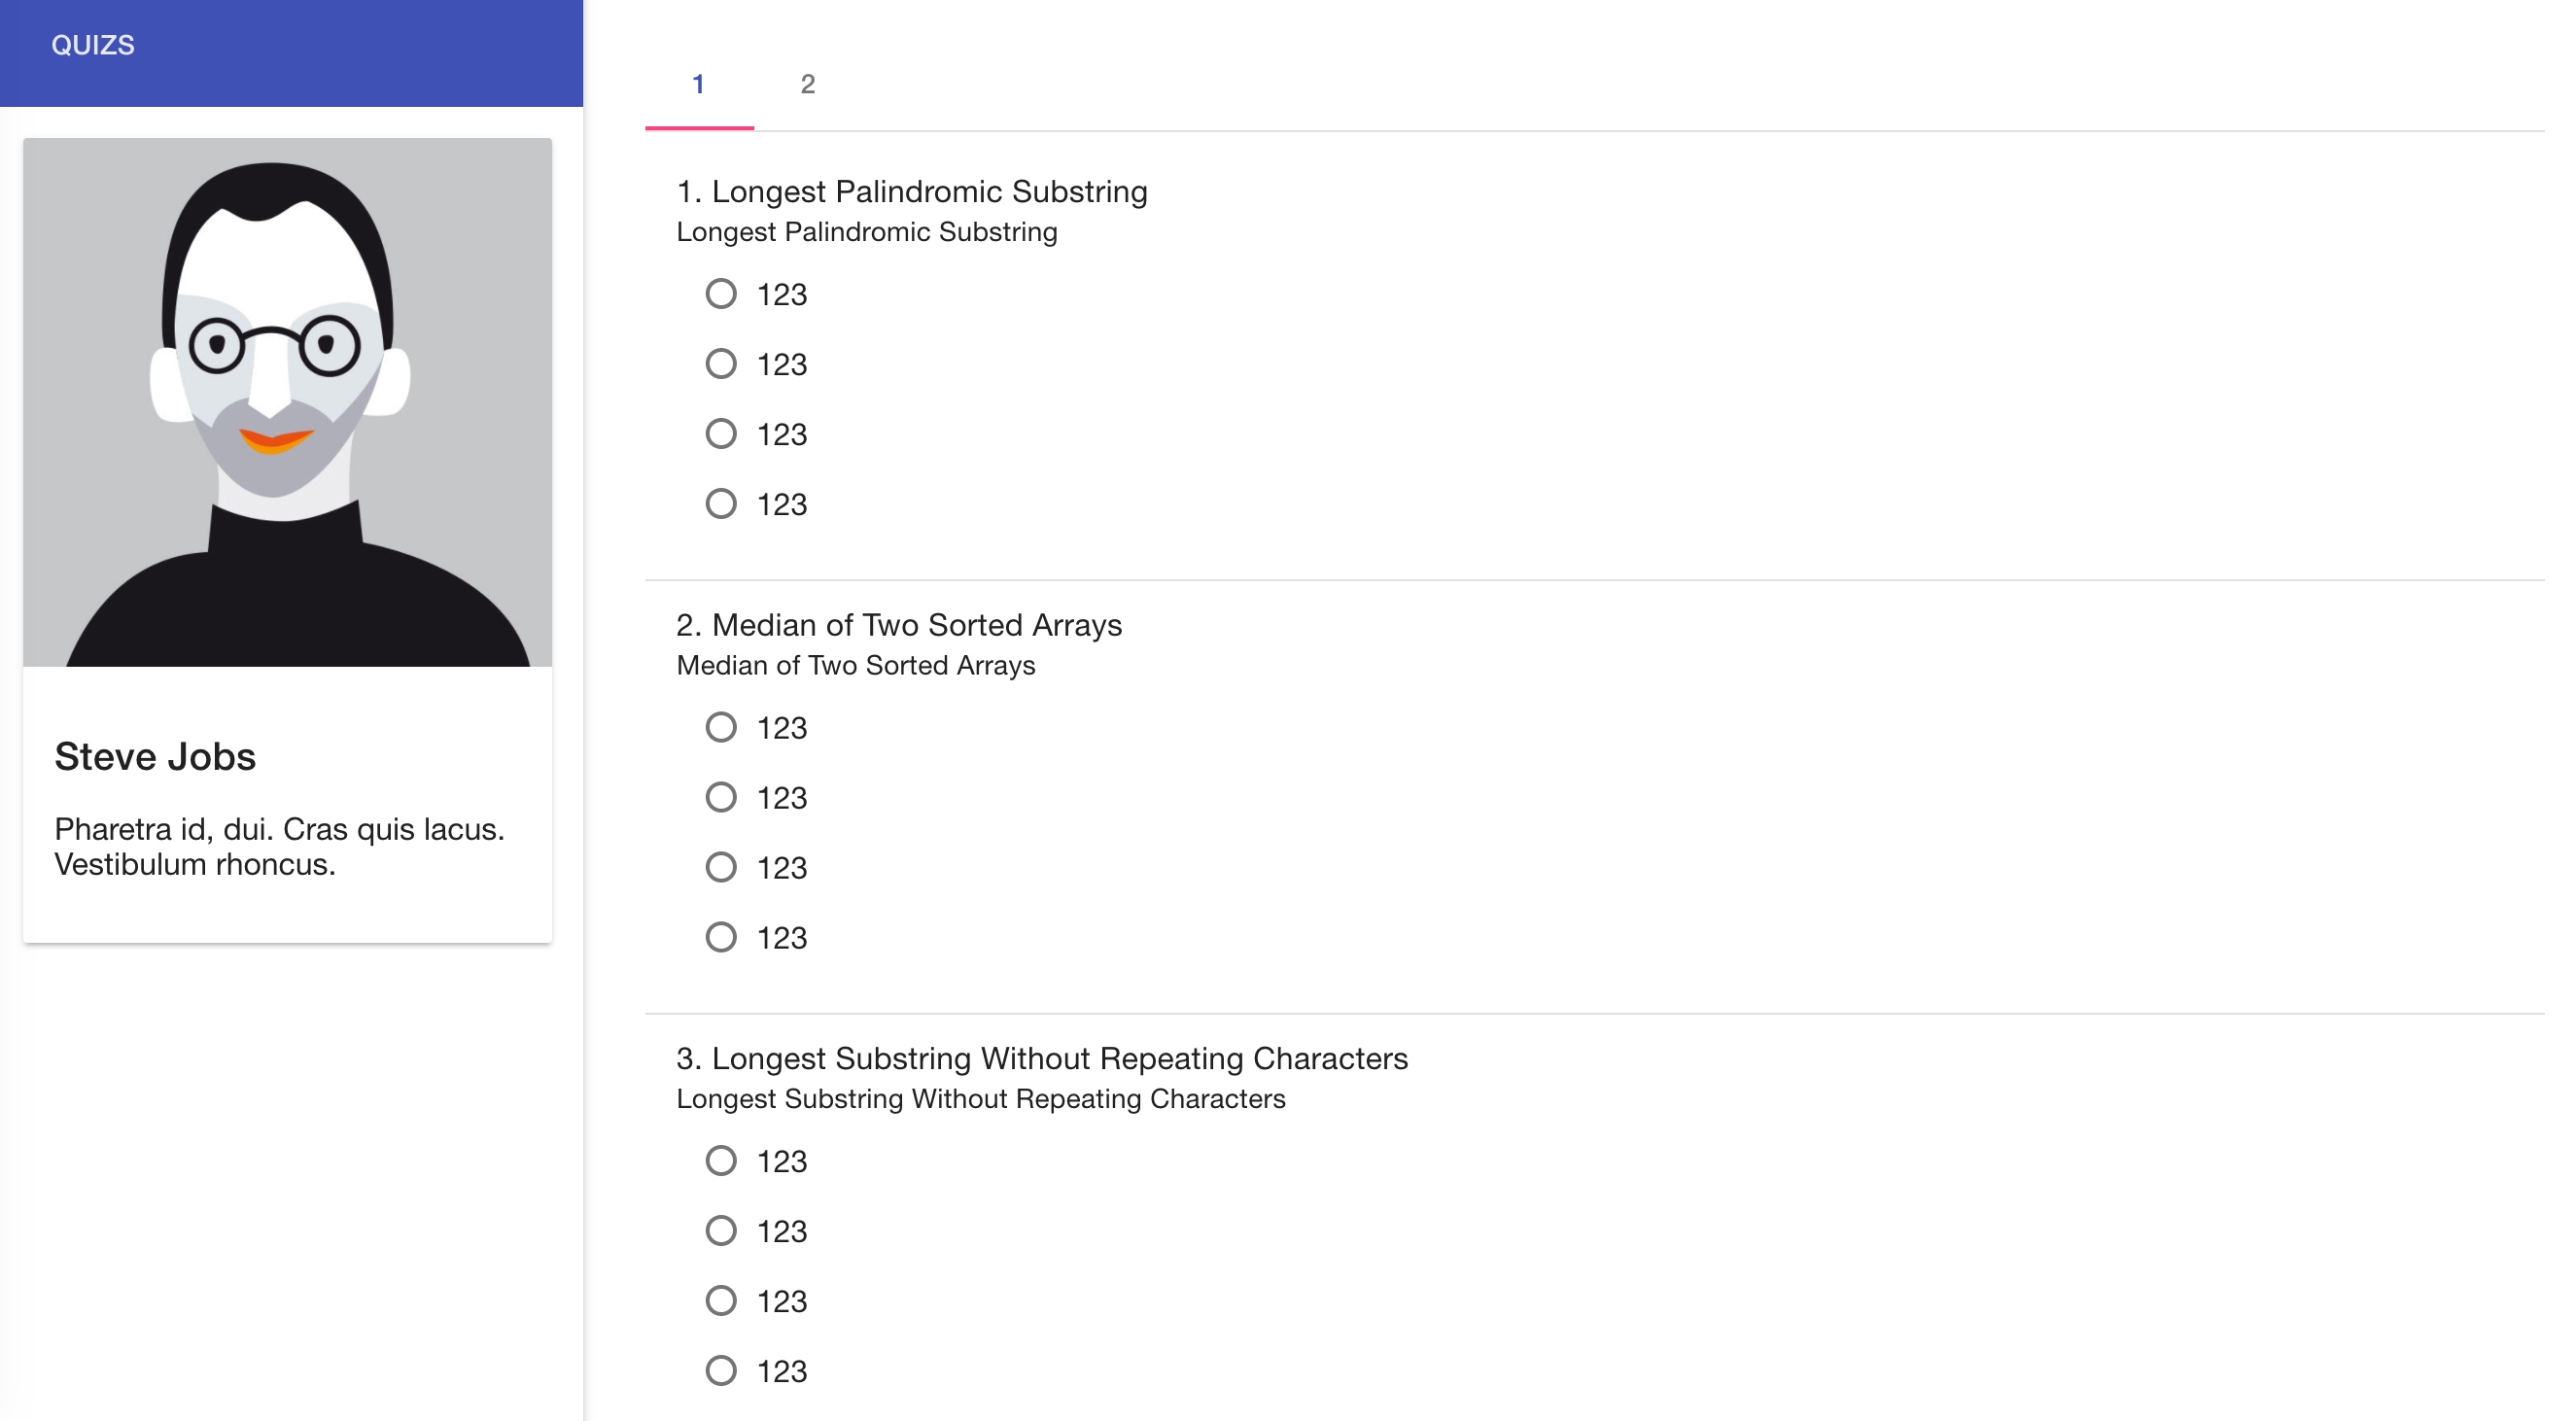 QUIZS
Steve Jobs
Pharetra id, dui. Cras quis lacus.
Vestibulum rhoncus.
1 2
1. Longest Palindromic Substring
Longest Palindromic Substring
123
123
123
123
2. Median of Two Sorted Arrays
Median of Two Sorted Arrays
123
123
123
123
3. Longest Substring Without Repeating Characters
Longest Substring Without Repeating Characters
123
123
123
123